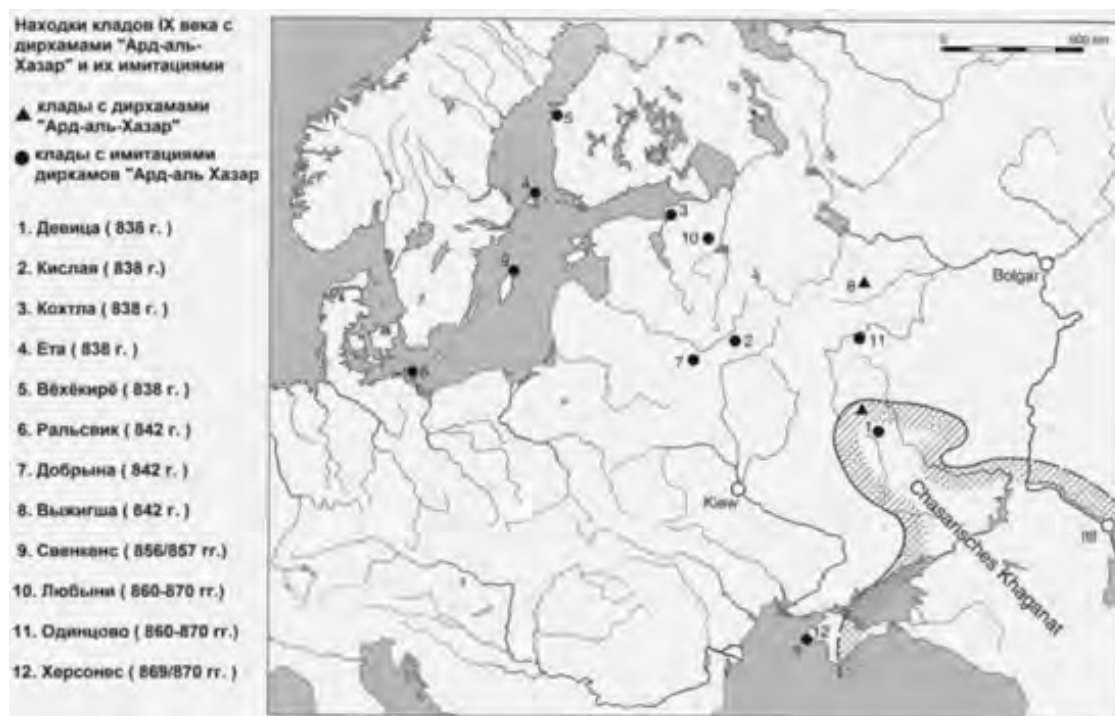 Находки кладов IX века с
дирхамами "Ард-аль-
Хазар" и их имитациями
клады с дирхамами
"Ард-аль-Хазар"
клады с имитациями
диркамов "Ард-аль Хазар
1. Девица ( 838 г. )
2. Кислая ( 838 г.)
3. Кохтла ( 838 г. )
4. Ета ( 838 г. )
5. Вёхёкирё ( 838 г. )
6. Ральсвик ( 842 г. )
7. Добрына ( 842 г. )
8. Выжигша ( 842 г. )
9. Свенкенс ( 856/857 гг.)
10. Любыни ( 860-870 гг.)
11. Одинцово ( 860-870 гг.)
12. Херсонес ( 869/870 гг. )
0 600 km
5
4
3
10
9
8
Bolgar
11
2
7
6
1
Kiew
Chasarisches Khaganat
Itil
12
?